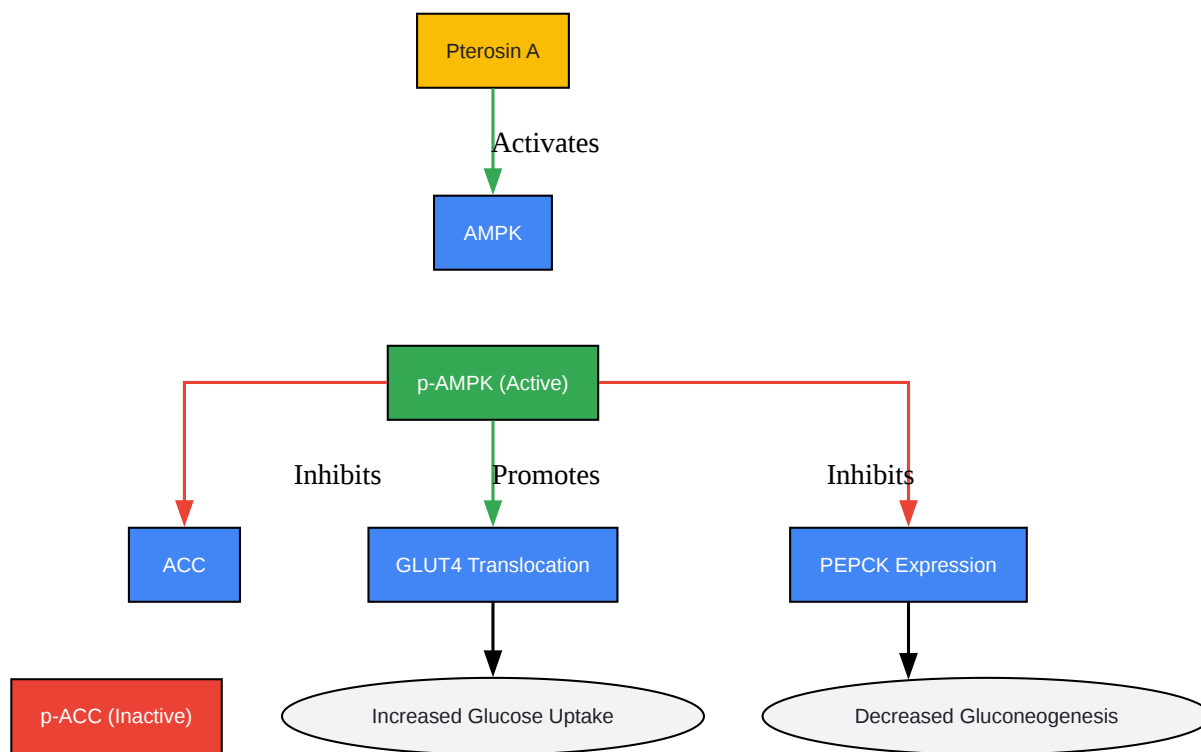 Pterosin A
Activates
AMPK
p-AMPK (Active)
Inhibits
Promotes
Inhibits
ACC
GLUT4 Translocation
PEPCK Expression
p-ACC (Inactive)
Increased Glucose Uptake
Decreased Gluconeogenesis